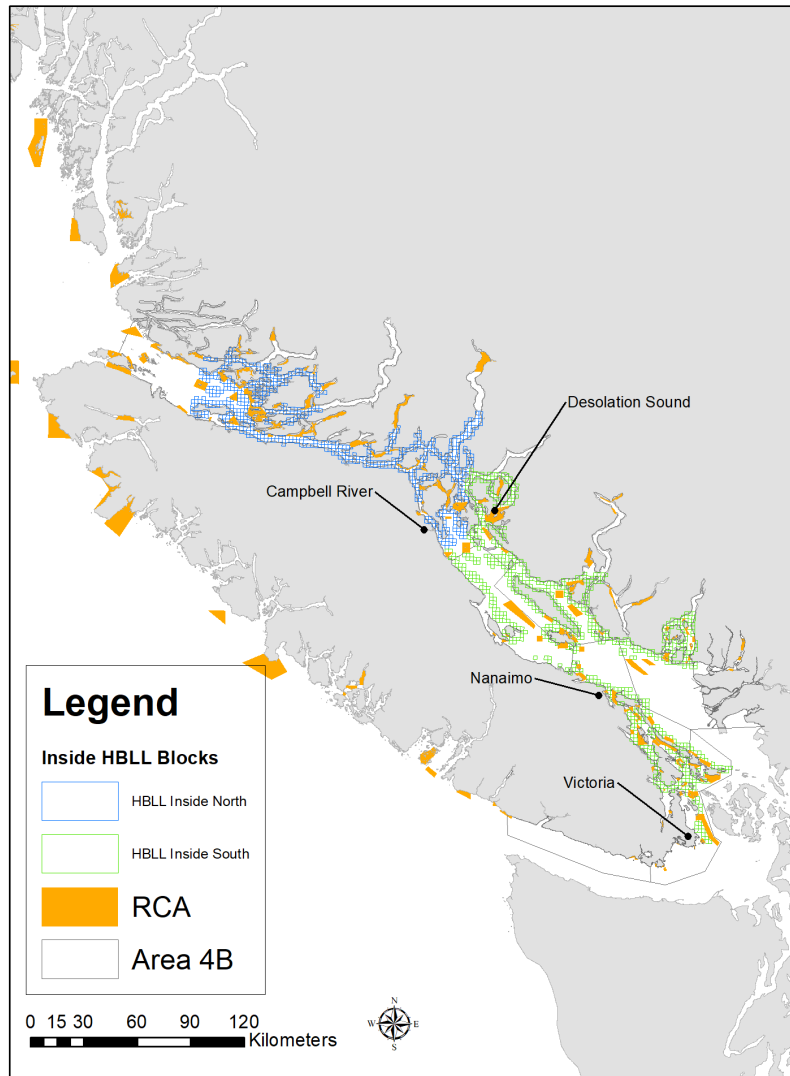 Desolation Sound
Campbell River
Nanaimo
Victoria
Legend
Inside HBLL Blocks
HBLL Inside North
HBLL Inside South
RCA
Area 4B
0 15 30 60 90 120
Kilometers
N
W E
S